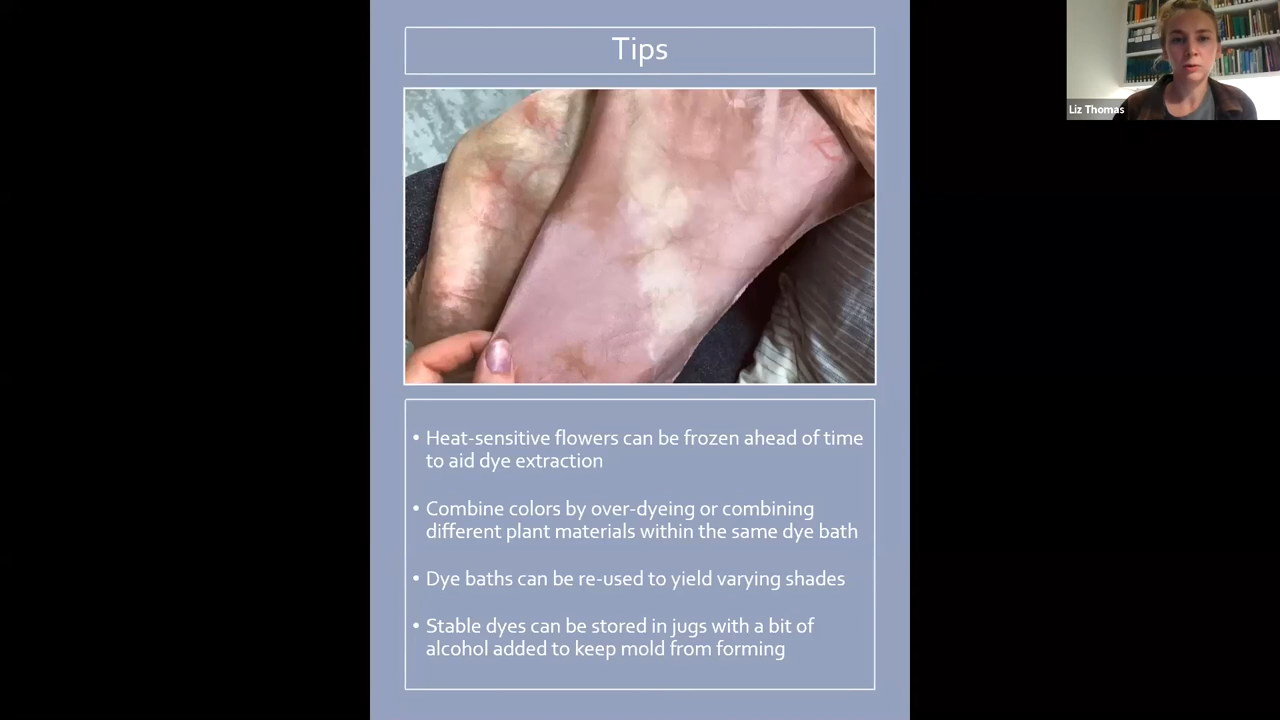 Tips
Liz Thomas
• Heat-sensitive flowers can be frozen ahead of time
to aid dye extraction
• Combine colors by over-dyeing or combining
different plant materials within the same dye bath
• Dye baths can be re-used to yield varying shades
• Stable dyes can be stored in jugs with a bit of
alcohol added to keep mold from forming